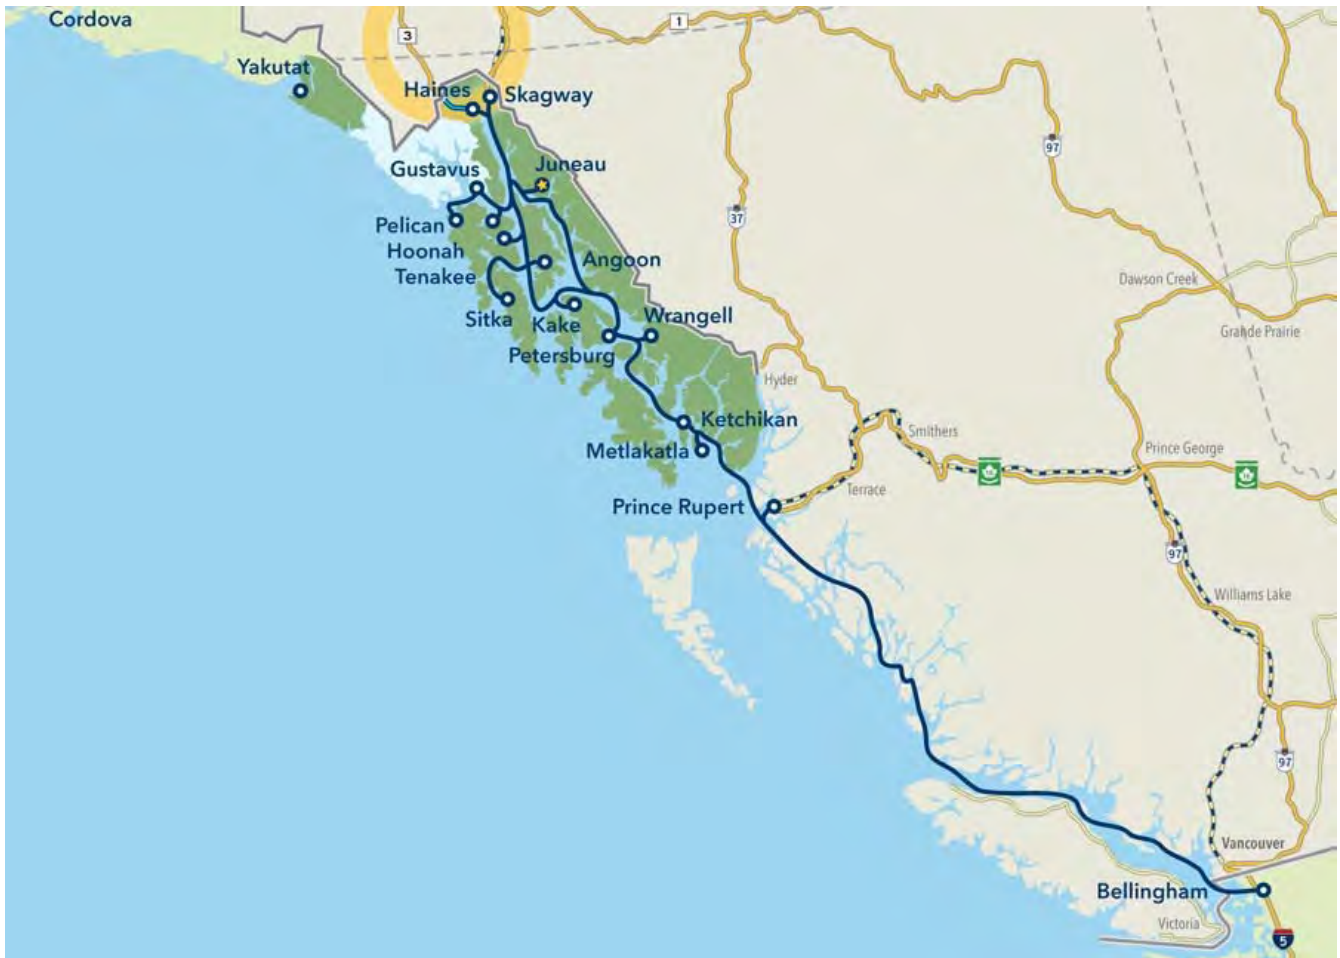 Cordova
1
3
Yakutat
Haines
Skagway
97
Gustavus
Juneau
37
Pelican
Hoonah
Tenakee
Angoon
Dawson Creek
Sitka
Kake
Wrangell
Grande Prairie
Petersburg
Hyder
Ketchikan
Smithers
Metlakatla
Prince George
16
16
Terrace
Prince Rupert
97
Williams Lake
97
Vancouver
Bellingham
Victoria
5